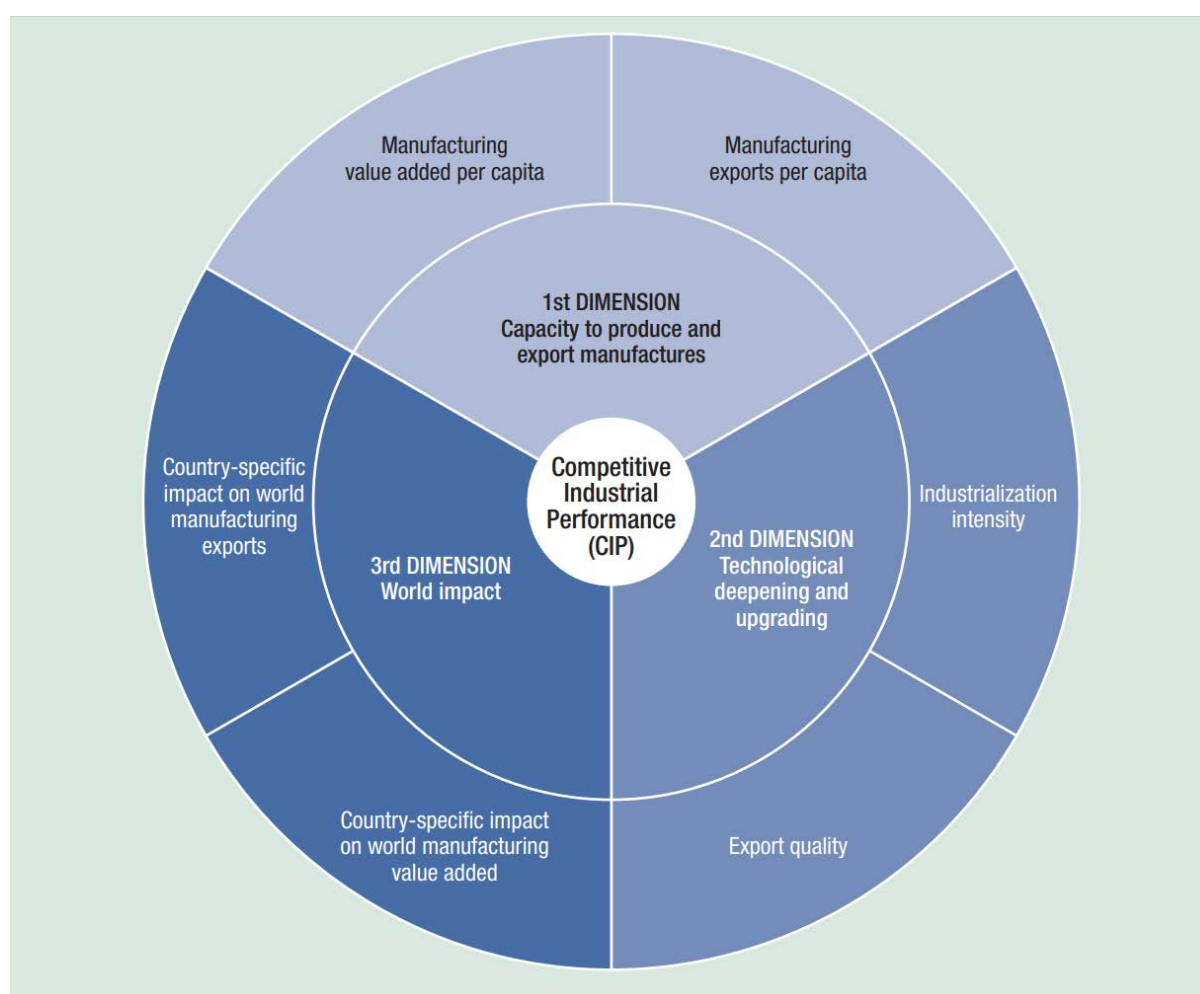 Manufacturing
value added per capita
Manufacturing
exports per capita
1st DIMENSION
Capacity to produce and
export manufactures
Competitive
Industrial
Performance
(CIP)
2nd DIMENSION
Technological
deepening and
upgrading
3rd DIMENSION
World impact
Industrialization
intensity
Export quality
Country-specific impact
on world manufacturing
value added
Country-specific
impact on world
manufacturing
exports